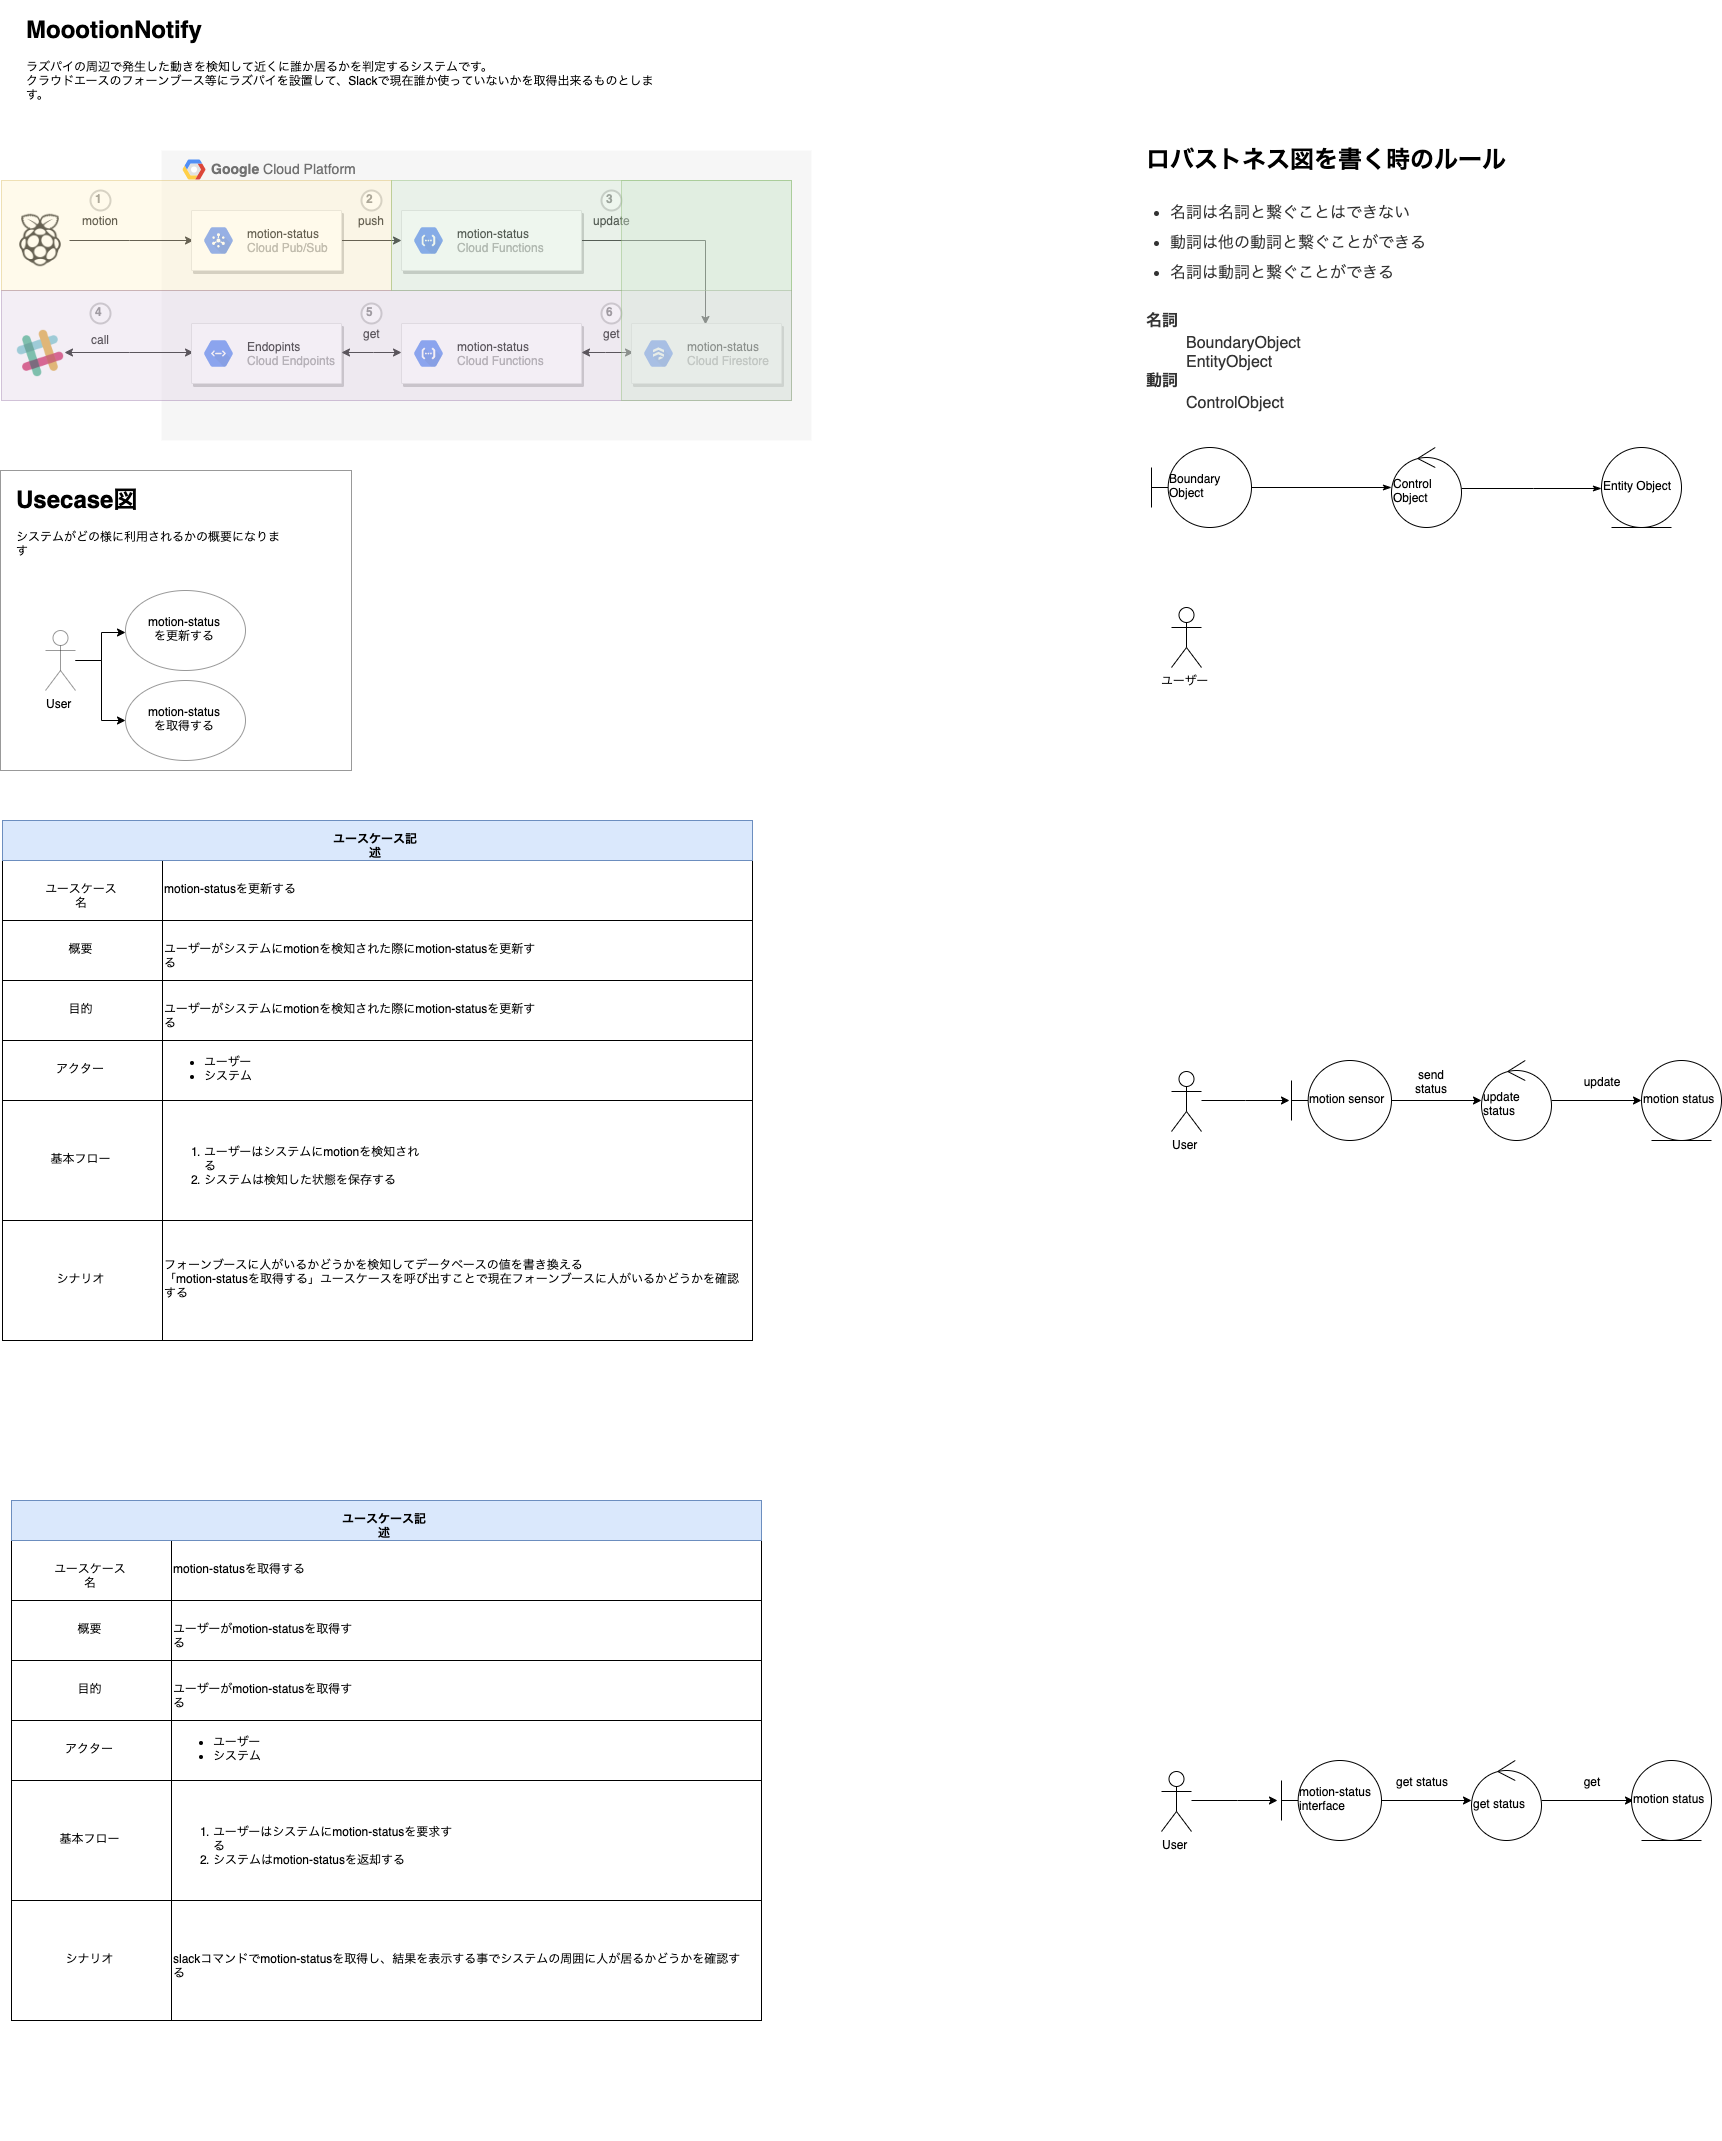 MoootionNotify
ラズパイの周辺で発生した動きを検知して近くに誰か居るかを判定するシステムです。
クラウドエースのフォーンブース等にラズパイを設置して、Slackで現在誰か使っていないかを取得出来るものとしま
す。
Google Cloud Platform
1
motion
2
push
3
update
motion-status
Cloud Pub/Sub
motion-status
Cloud Functions
4
call
5
get
6
get
Endopints
Cloud Endpoints
motion-status
Cloud Functions
motion-status
Cloud Firestore
ロバストネス図を書く時のルール
• 名詞は名詞と繋ぐことはできない
• 動詞は他の動詞と繋ぐことができる
• 名詞は動詞と繋ぐことができる
名詞
BoundaryObject
EntityObject
動詞
ControlObject
Boundary
Object
Control
Object
Entity Object
ユーザー
Usecase図
システムがどの様に利用されるかの概要になりま
す
motion-status
を更新する
User
motion-status
を取得する
ユースケース記
述
ユースケース
名
motion-statusを更新する
概要
ユーザーがシステムにmotionを検知された際にmotion-statusを更新す
る
目的
ユーザーがシステムにmotionを検知された際にmotion-statusを更新す
る
アクター
• ユーザー
• システム
基本フロー
1. ユーザーはシステムにmotionを検知され
る
2. システムは検知した状態を保存する
シナリオ
フォーンブースに人がいるかどうかを検知してデータベースの値を書き換える
「motion-statusを取得する」ユースケースを呼び出すことで現在フォーンブースに人がいるかどうかを確認
する
User
motion sensor
send
status
update
status
update
motion status
ユースケース記
述
ユースケース
名
motion-statusを取得する
概要
ユーザーがmotion-statusを取得す
る
目的
ユーザーがmotion-statusを取得す
る
アクター
• ユーザー
• システム
基本フロー
1. ユーザーはシステムにmotion-statusを要求す
る
2. システムはmotion-statusを返却する
シナリオ
slackコマンドでmotion-statusを取得し、結果を表示する事でシステムの周囲に人が居るかどうかを確認す
る
User
motion-status
interface
get status
get status
get
motion status